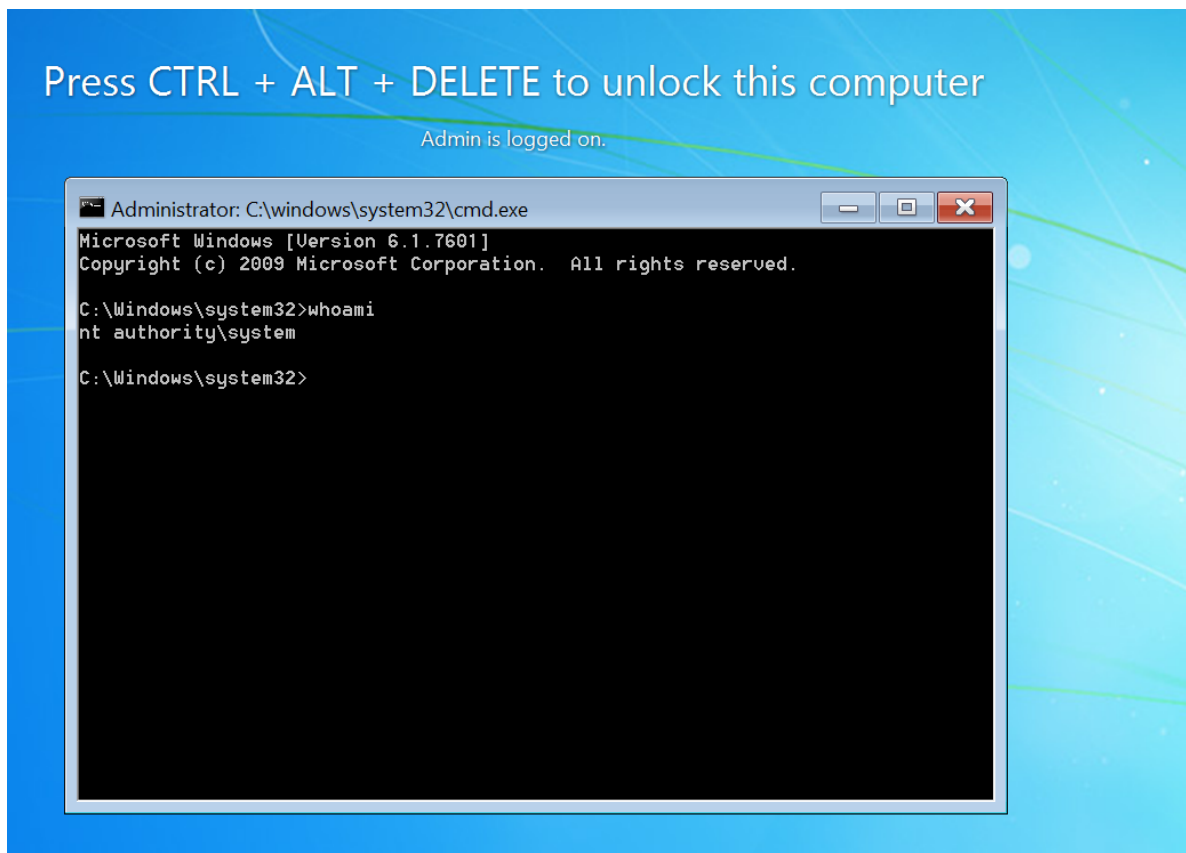 Press CTRL + ALT + DELETE to unlock this computer
Admin is logged on.
Administrator: C:\windows\system32\cmd.exe
Microsoft Windows [Version 6.1.7601]
Copyright (c) 2009 Microsoft Corporation.  All rights reserved.
C:\Windows\system32>whoami
nt authority\system
C:\Windows\system32>